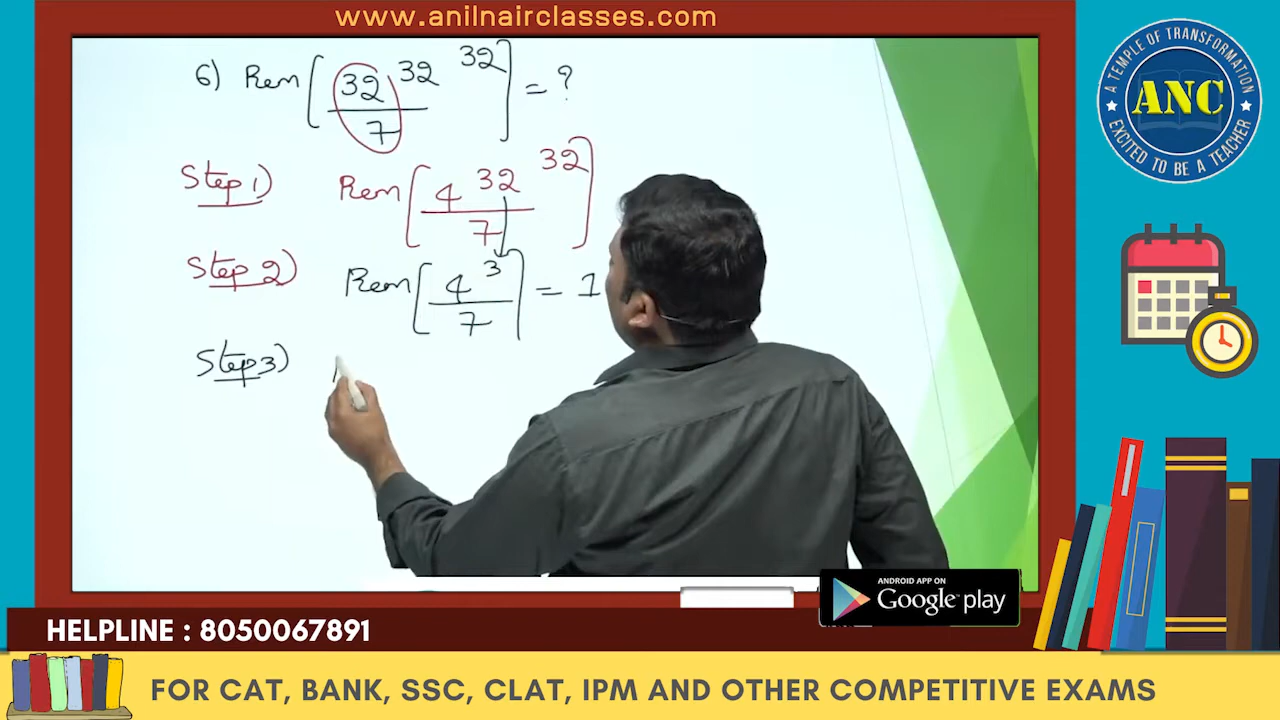 www.anilnairclasses.com
6) Rem [ 32^32^32 / 7 ] = ?
Step 1) Rem [ 4^32^32 / 7 ]
Step 2) Rem [ 4^3 / 7 ] = 1
Step 3)
A TEMPLE OF TRANSFORMATION
ANC
EXCITED TO BE A TEACHER
ANDROID APP ON
Google play
HELPLINE : 8050067891
FOR CAT, BANK, SSC, CLAT, IPM AND OTHER COMPETITIVE EXAMS